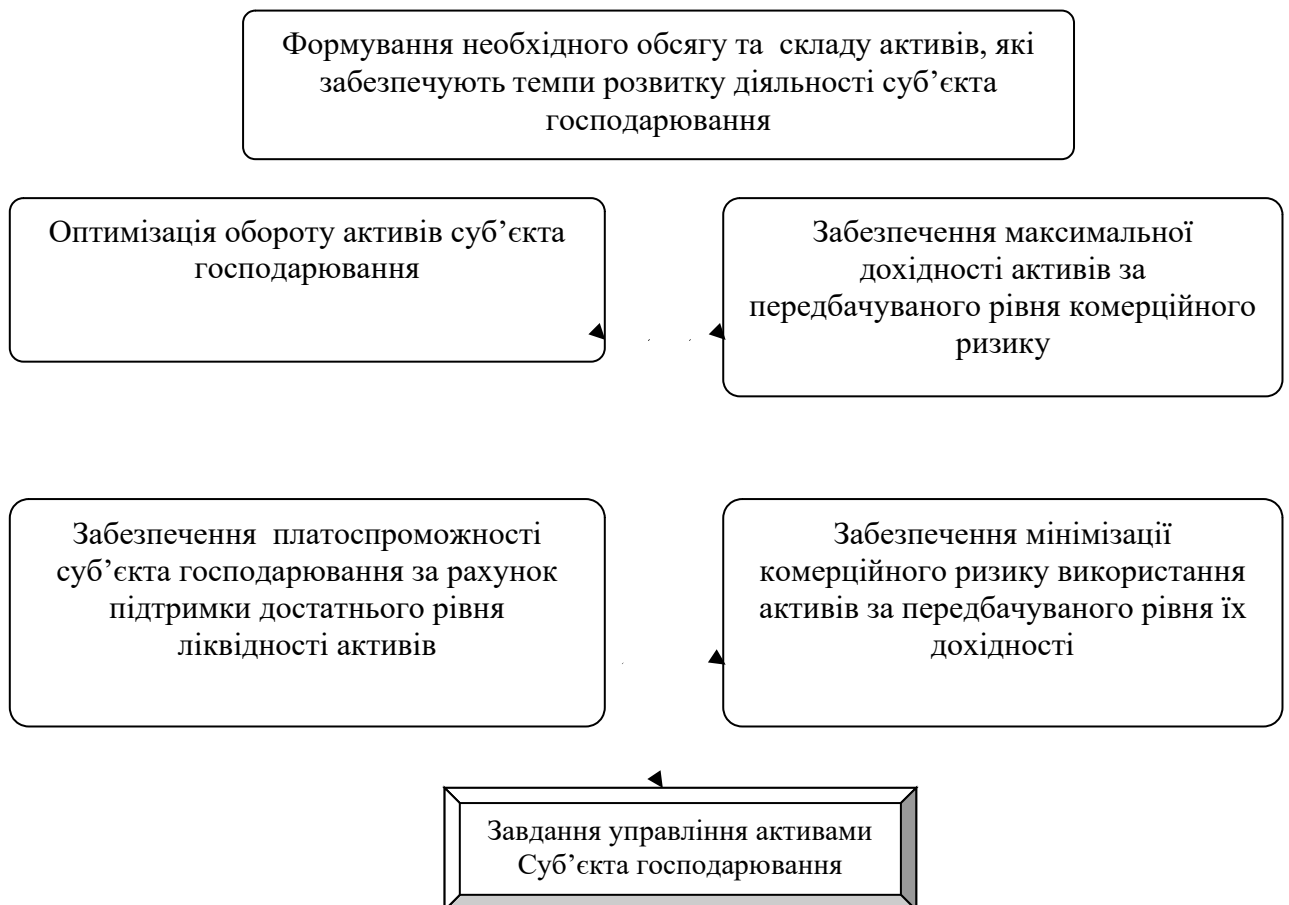 Формування необхідного обсягу та складу активів, які
забезпечують темпи розвитку діяльності суб’єкта
господарювання
Оптимізація обороту активів суб’єкта
господарювання
Забезпечення максимальної
дохідності активів за
передбачуваного рівня комерційного
ризику
Забезпечення платоспроможності
суб’єкта господарювання за рахунок
підтримки достатнього рівня
ліквідності активів
Забезпечення мінімізації
комерційного ризику використання
активів за передбачуваного рівня їх
дохідності
Завдання управління активами
Суб’єкта господарювання